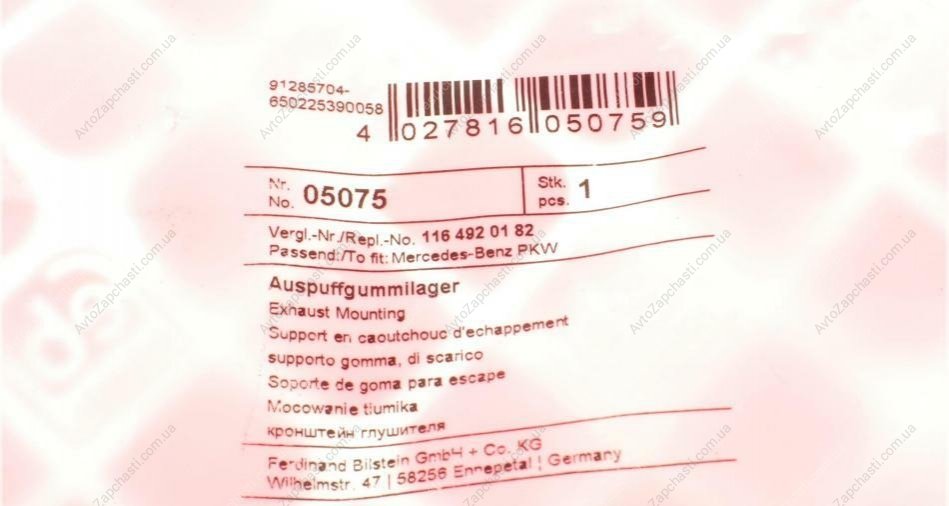 91285704-
650225390058
4 027816 050759
Nr.
No. 05075
Stk.
pcs. 1
Vergl.-Nr./Repl.-No. 116 492 01 82
Passend:/To fit: Mercedes-Benz PKW
Auspuffgummilager
Exhaust Mounting
Support en caoutchouc d'echappement
supporto gomma, di scarico
Soporte de goma para escape
Mocowanie tlumika
кронштейн глушителя
Ferdinand Bilstein GmbH + Co. KG
Wilhelmstr. 47 | 58256 Ennepetal | Germany
AvtoZapchasti.com.ua